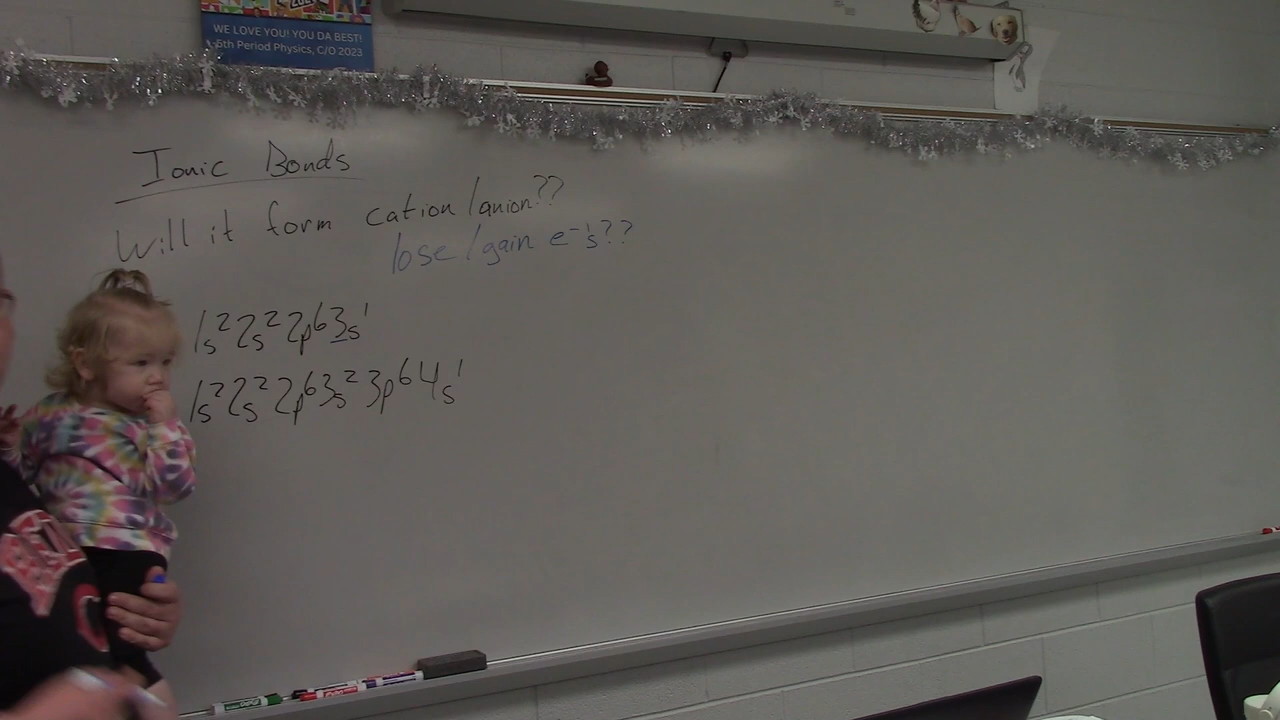 WE LOVE YOU! YOU DA BEST!
5th Period Physics, C/O 2023
Ionic Bonds
Will it form cation/anion??
lose/gain e⁻'s??
1s²2s²2p⁶3s¹
1s²2s²2p⁶3s²3p⁶4s¹